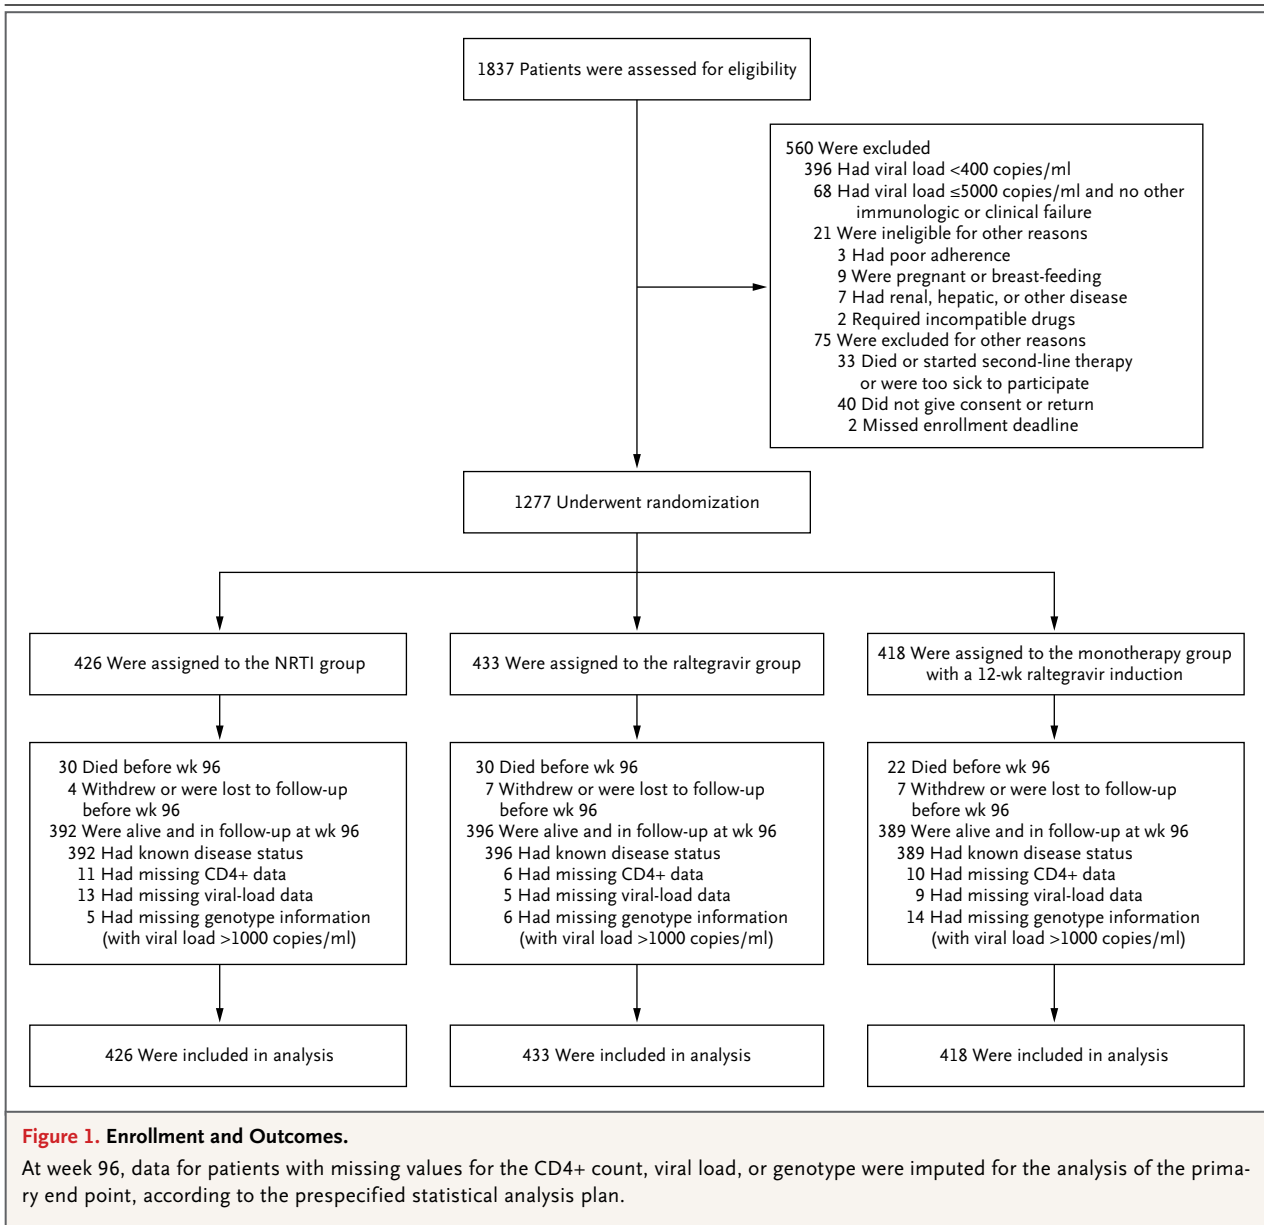 1837 Patients were assessed for eligibility
560 Were excluded
396 Had viral load <400 copies/ml
68 Had viral load ≤5000 copies/ml and no other
immunologic or clinical failure
21 Were ineligible for other reasons
3 Had poor adherence
9 Were pregnant or breast-feeding
7 Had renal, hepatic, or other disease
2 Required incompatible drugs
75 Were excluded for other reasons
33 Died or started second-line therapy
or were too sick to participate
40 Did not give consent or return
2 Missed enrollment deadline
1277 Underwent randomization
426 Were assigned to the NRTI group
433 Were assigned to the raltegravir group
418 Were assigned to the monotherapy group
with a 12-wk raltegravir induction
30 Died before wk 96
4 Withdrew or were lost to follow-up
before wk 96
392 Were alive and in follow-up at wk 96
392 Had known disease status
11 Had missing CD4+ data
13 Had missing viral-load data
5 Had missing genotype information
(with viral load >1000 copies/ml)
30 Died before wk 96
7 Withdrew or were lost to follow-up
before wk 96
396 Were alive and in follow-up at wk 96
396 Had known disease status
6 Had missing CD4+ data
5 Had missing viral-load data
6 Had missing genotype information
(with viral load >1000 copies/ml)
22 Died before wk 96
7 Withdrew or were lost to follow-up
before wk 96
389 Were alive and in follow-up at wk 96
389 Had known disease status
10 Had missing CD4+ data
9 Had missing viral-load data
14 Had missing genotype information
(with viral load >1000 copies/ml)
426 Were included in analysis
433 Were included in analysis
418 Were included in analysis
Figure 1. Enrollment and Outcomes.
At week 96, data for patients with missing values for the CD4+ count, viral load, or genotype were imputed for the analysis of the prima-
ry end point, according to the prespecified statistical analysis plan.